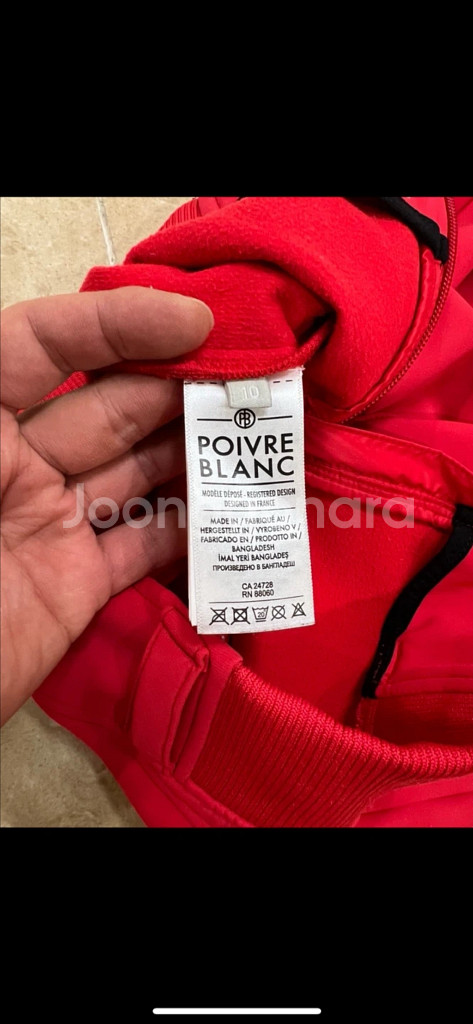 10
PB
POIVRE
BLANC
MODÈLE DÉPOSÉ - REGISTERED DESIGN
DESIGNED IN FRANCE
MADE IN / FABRIQUÉ AU /
HERGESTELLT IN / VYROBENO V /
FABRICADO EN / PRODOTTO IN /
BANGLADESH
İMAL YERİ BANGLADEŞ
ПРОИЗВЕДЕНО В БАНГЛАДЕШ
CA 24728
RN 88060
20